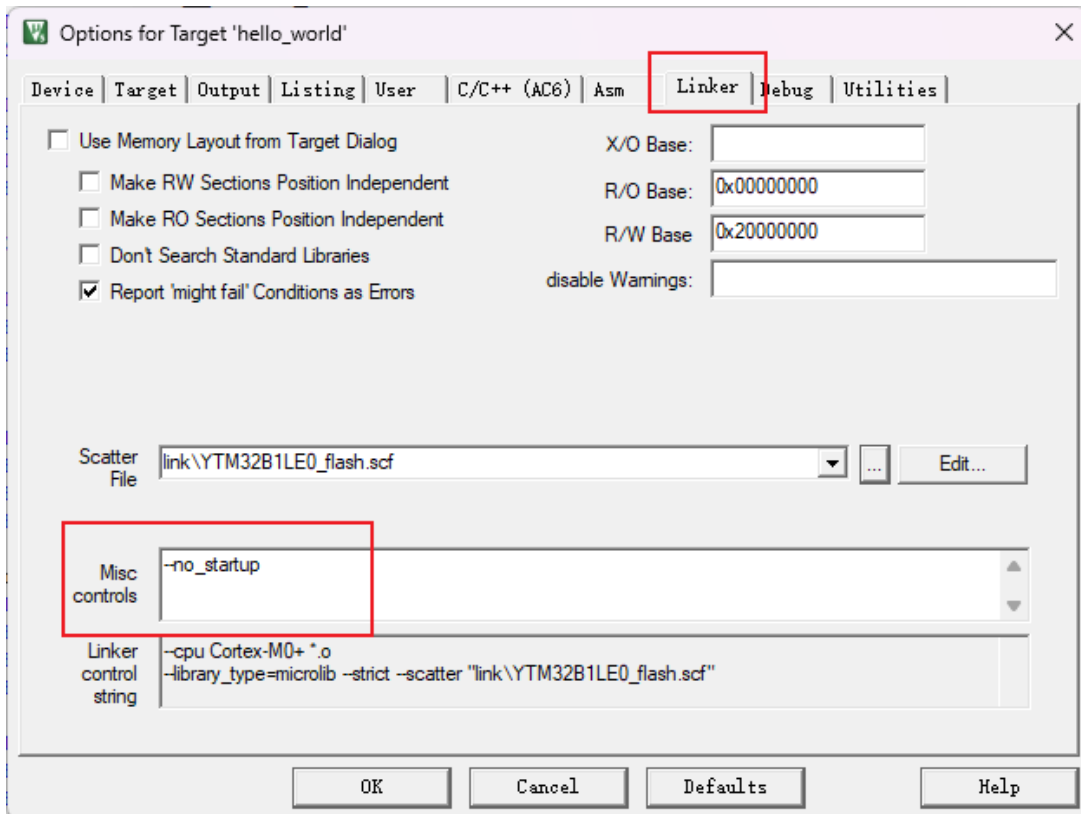 Options for Target 'hello_world'
Device Target Output Listing User C/C++ (AC6) Asm Linker Debug Utilities
Use Memory Layout from Target Dialog
Make RW Sections Position Independent
Make RO Sections Position Independent
Don't Search Standard Libraries
Report 'might fail' Conditions as Errors
X/O Base:
R/O Base: 0x00000000
R/W Base 0x20000000
disable Warnings:
Scatter File
link\YTM32B1LE0_flash.scf
... Edit...
Misc controls
--no_startup
Linker control string
--cpu Cortex-M0+ *.o
--library_type=microlib --strict --scatter "link\YTM32B1LE0_flash.scf"
OK Cancel Defaults Help